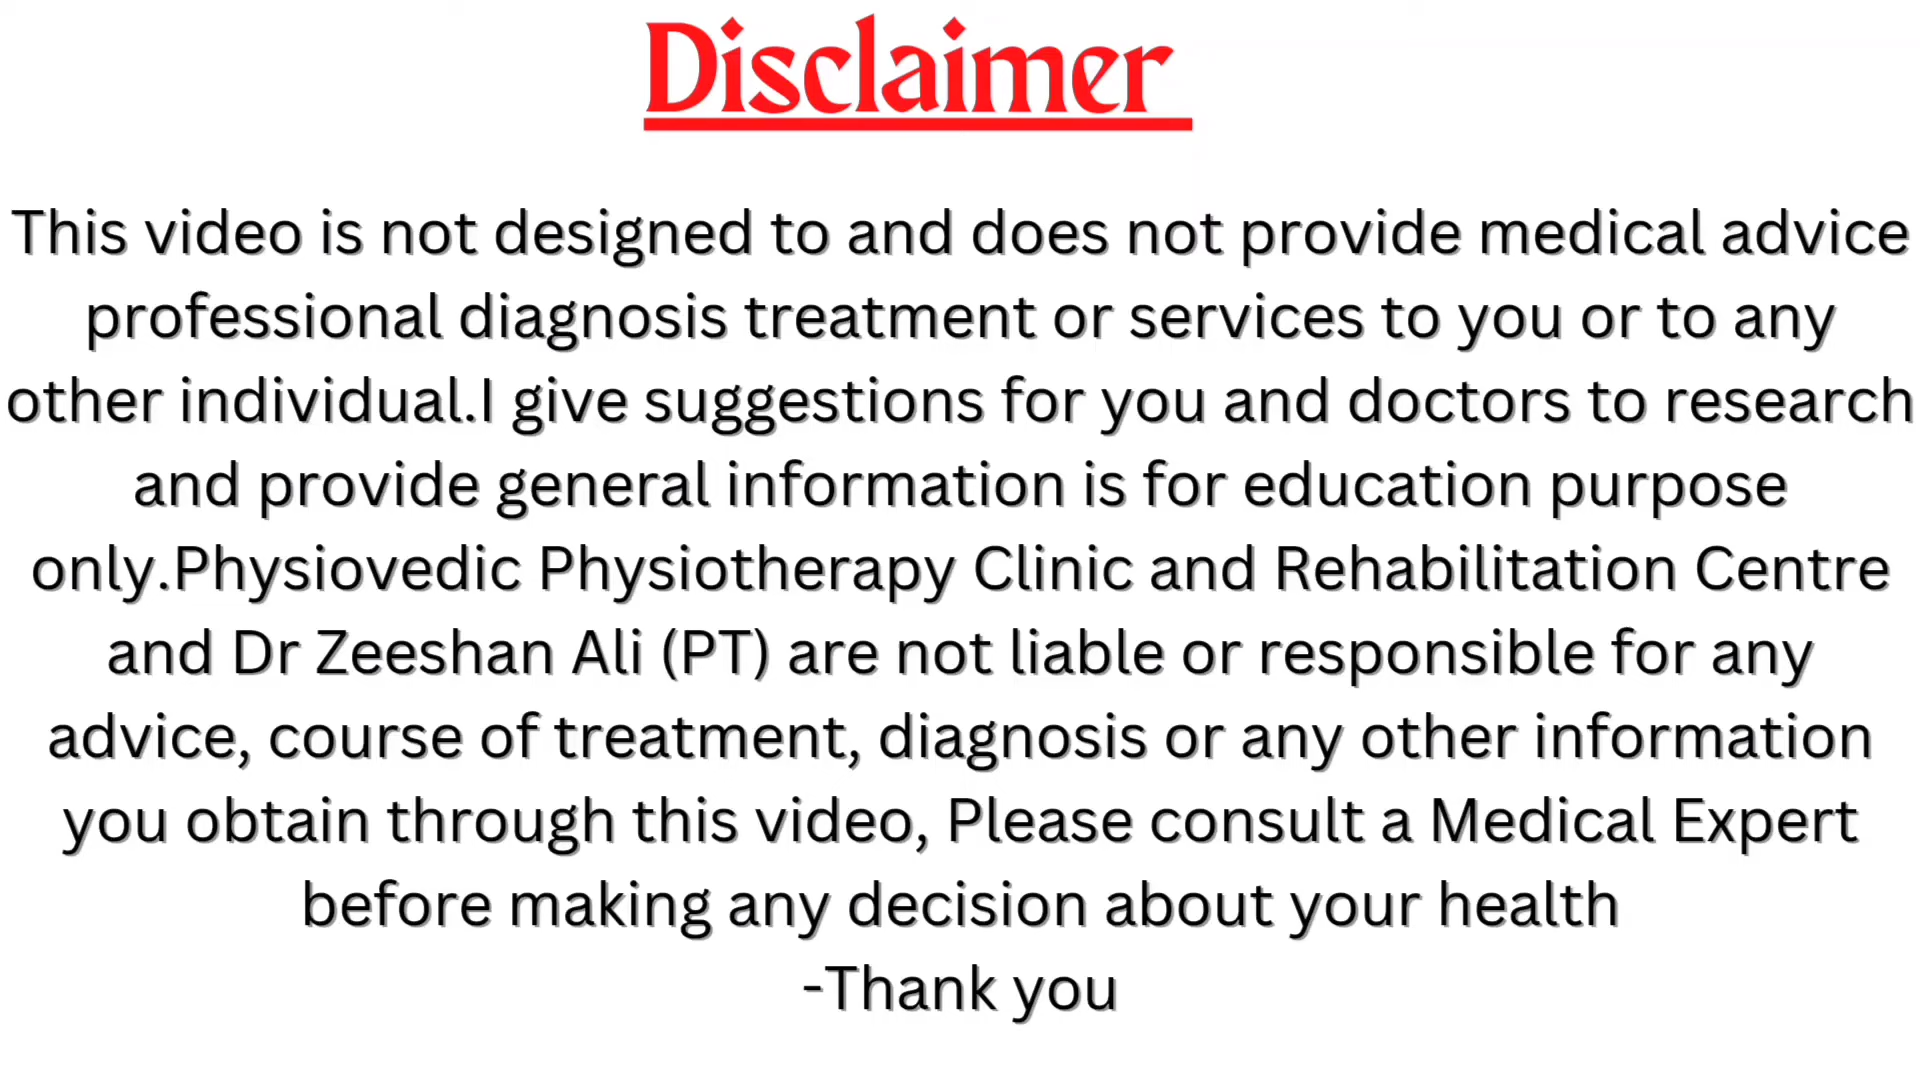 Disclaimer
This video is not designed to and does not provide medical advice
professional diagnosis treatment or services to you or to any
other individual.I give suggestions for you and doctors to research
and provide general information is for education purpose
only.Physiovedic Physiotherapy Clinic and Rehabilitation Centre
and Dr Zeeshan Ali (PT) are not liable or responsible for any
advice, course of treatment, diagnosis or any other information
you obtain through this video, Please consult a Medical Expert
before making any decision about your health
-Thank you